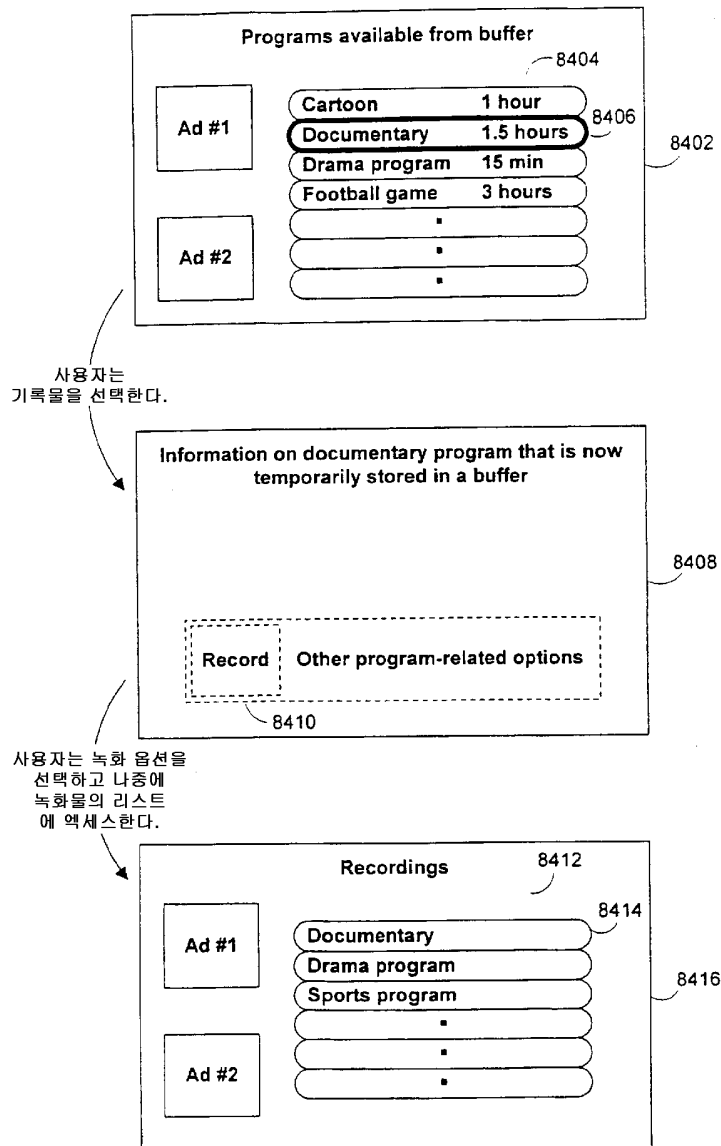 Programs available from buffer
8404
Ad #1
Cartoon 1 hour
Documentary 1.5 hours
8406
8402
Drama program 15 min
Football game 3 hours
Ad #2
사용자는
기록물을 선택한다.
Information on documentary program that is now
temporarily stored in a buffer
8408
Record Other program-related options
8410
사용자는 녹화 옵션을
선택하고 나중에
녹화물의 리스트
에 엑세스한다.
Recordings
8412
8414
Ad #1
Documentary
Drama program
Sports program
8416
Ad #2